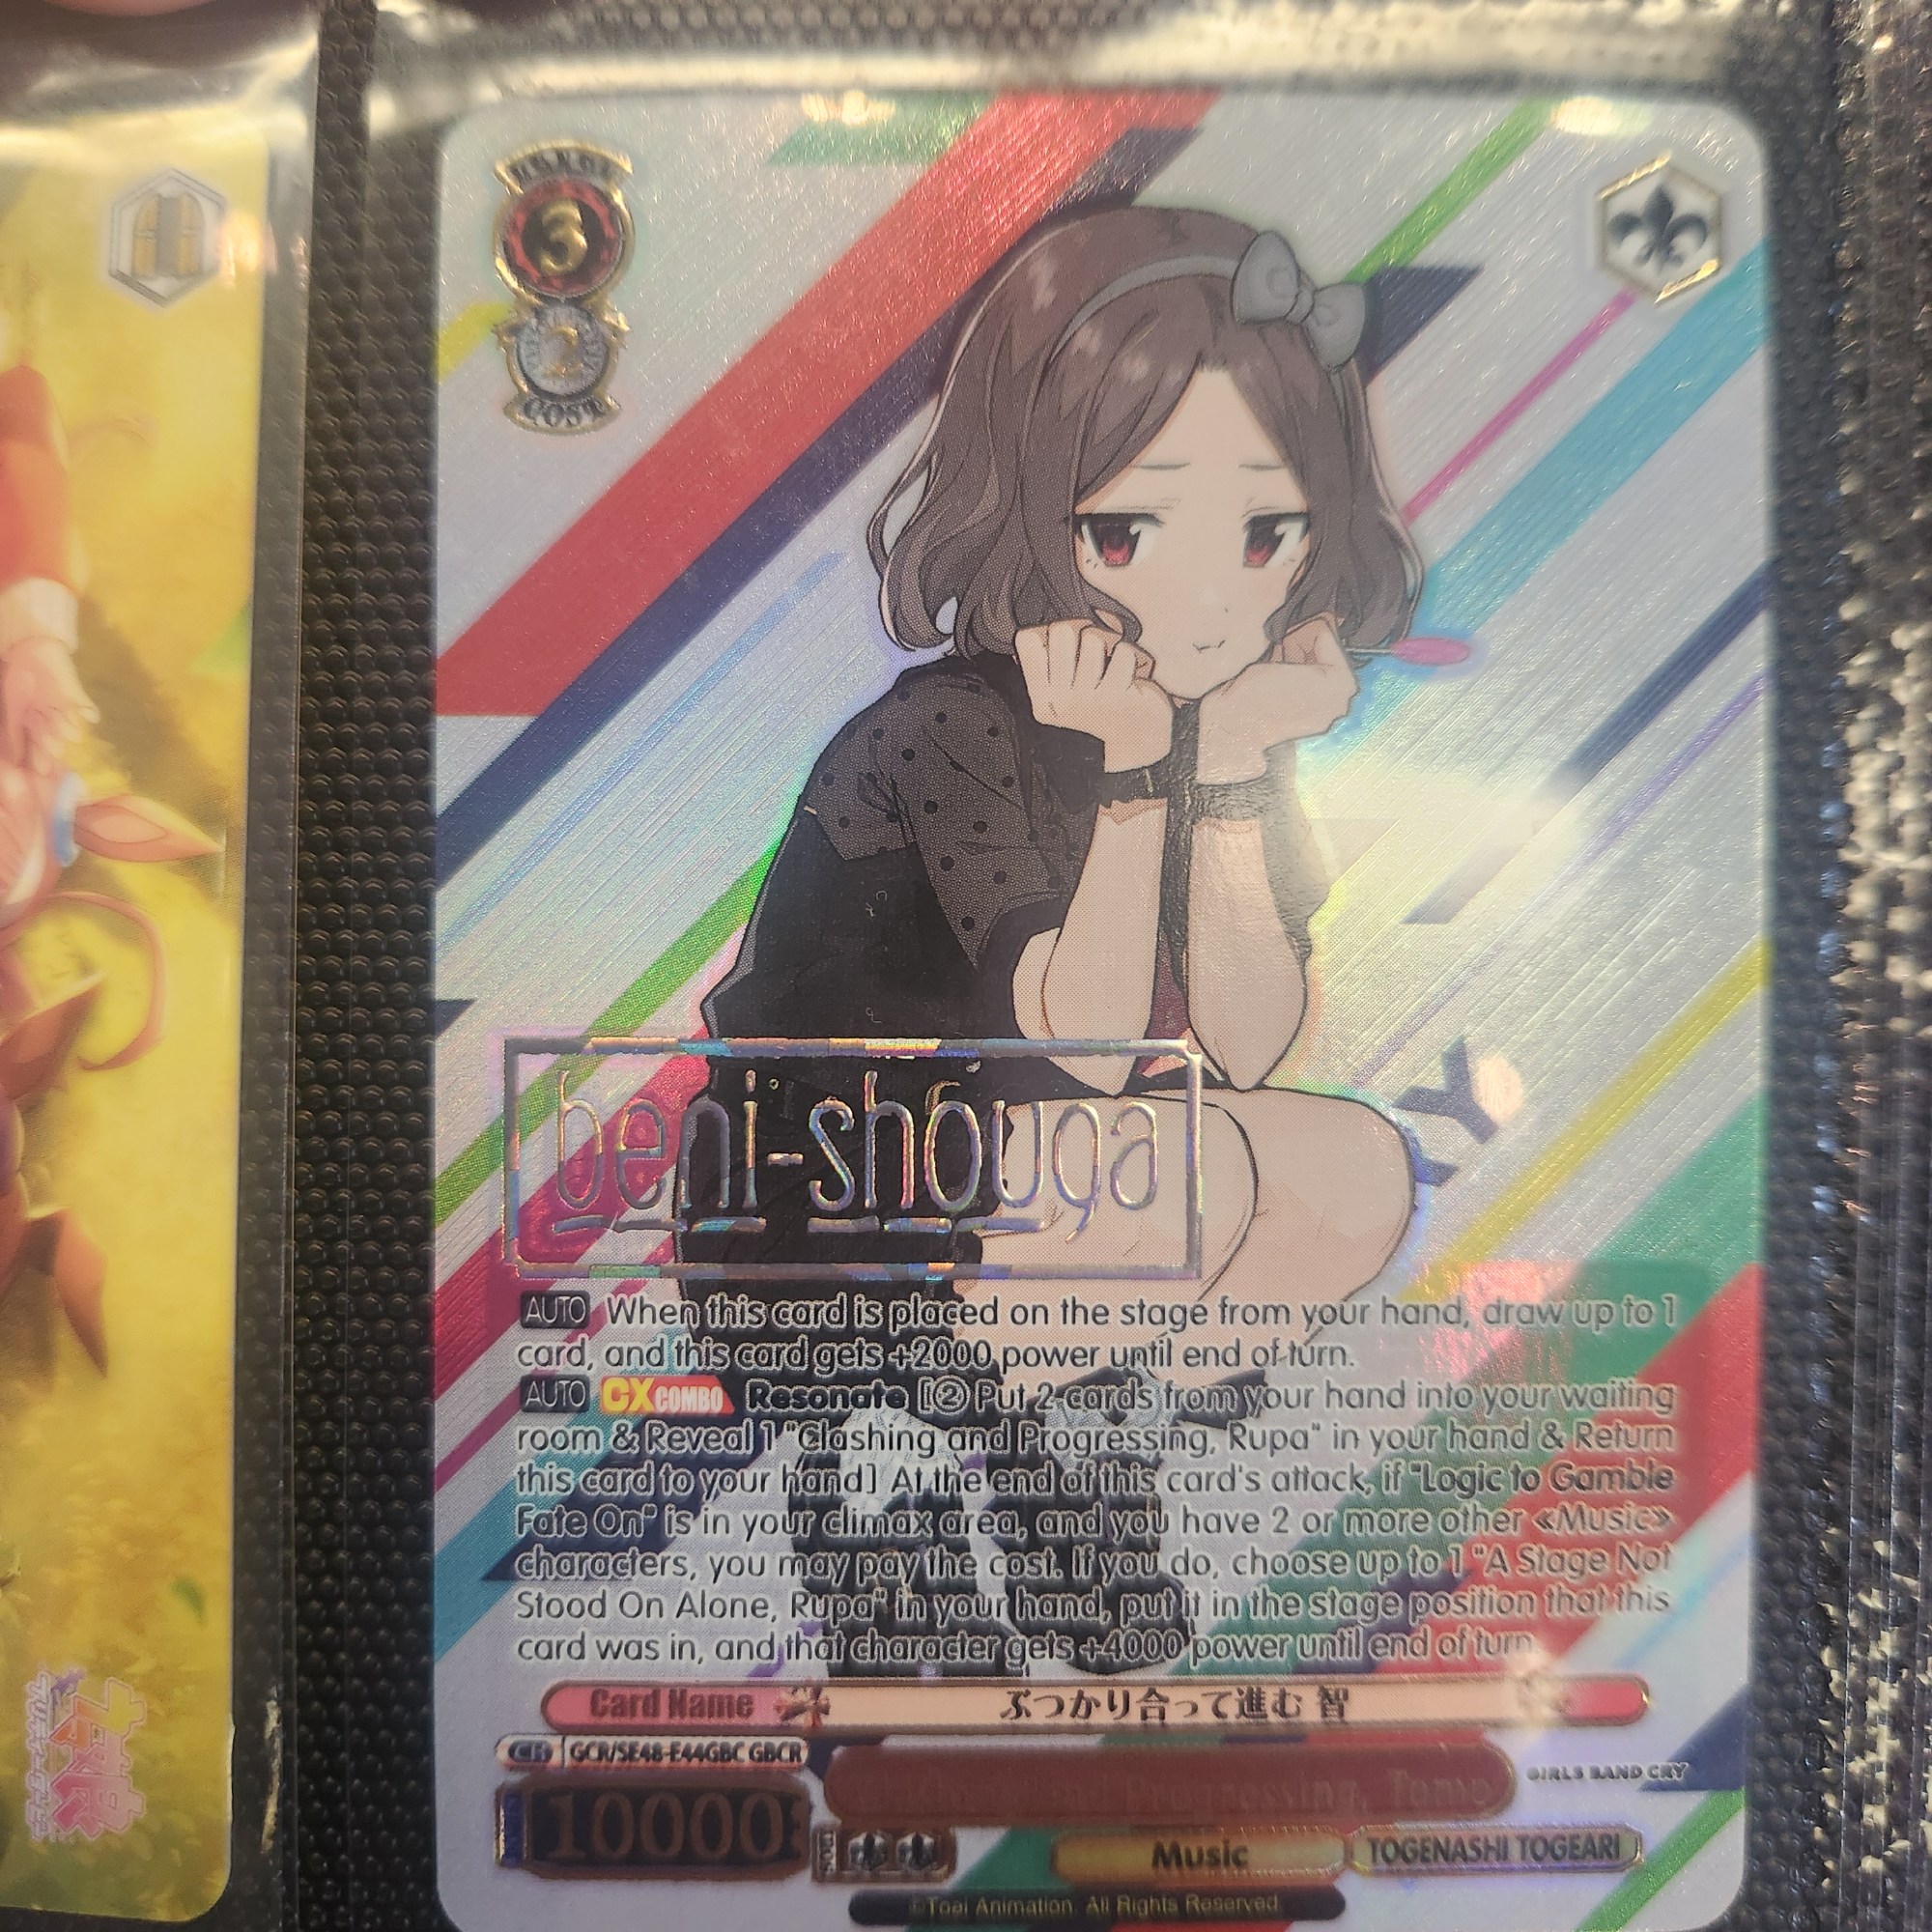 3
2
COST
beni-shouga
AUTO When this card is placed on the stage from your hand, draw up to 1
card, and this card gets +2000 power until end of turn.
AUTO CX COMBO Resonate [② Put 2 cards from your hand into your waiting
room & Reveal 1 "Clashing and Progressing, Rupa" in your hand & Return
this card to your hand] At the end of this card's attack, if "Logic to Gamble
Fate On" is in your climax area, and you have 2 or more other «Music»
characters, you may pay the cost. If you do, choose up to 1 "A Stage Not
Stood On Alone, Rupa" in your hand, put it in the stage position that this
card was in, and that character gets +4000 power until end of turn.
Card Name ぶつかり合って進む 智
GCR/SE48-E44GBC GBCR
Progressing, Tomo
GIRLS BAND CRY
10000
Music
TOGENASHI TOGEARI
©Toei Animation. All Rights Reserved.